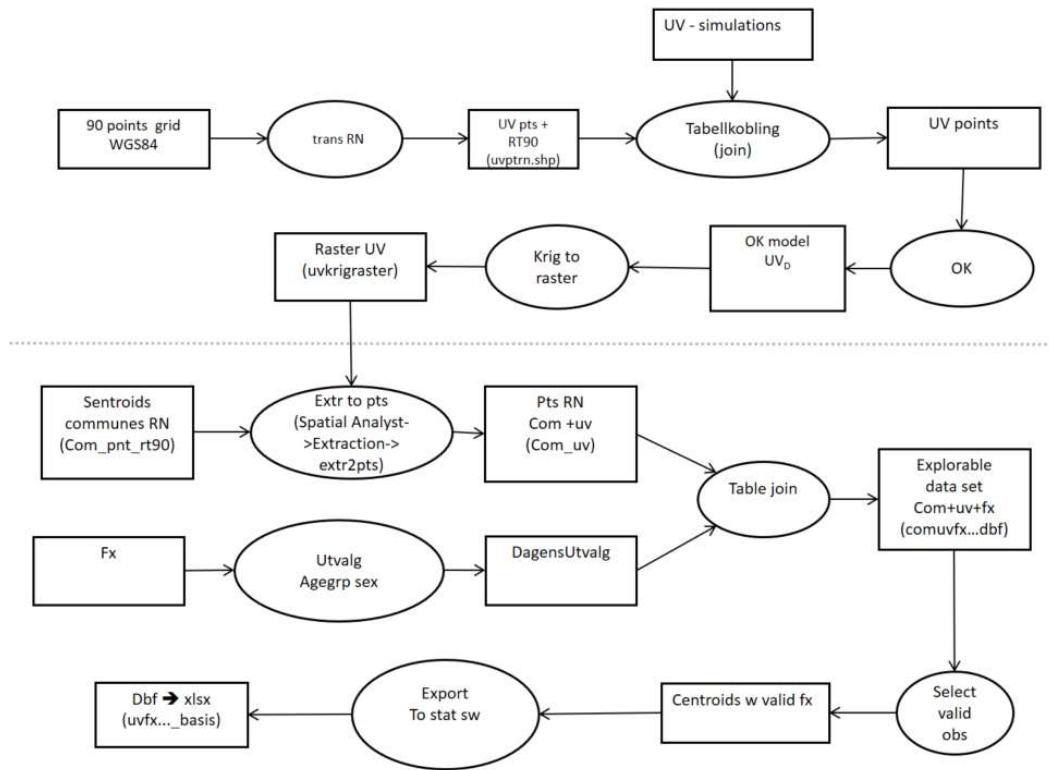 UV - simulations
90 points grid
WGS84
trans RN
UV pts +
RT90
(uvptrn.shp)
Tabellkobling
(join)
UV points
Raster UV
(uvkrigraster)
Krig to
raster
OK model
UVD
OK
Sentroids
communes RN
(Com_pnt_rt90)
Extr to pts
(Spatial Analyst-
>Extraction->
extr2pts)
Pts RN
Com +uv
(Com_uv)
Table join
Explorable
data set
Com+uv+fx
(comuvfx...dbf)
Fx
Utvalg
Agegrp sex
DagensUtvalg
Dbf ➔ xlsx
(uvfx..._basis)
Export
To stat sw
Centroids w valid fx
Select
valid
obs